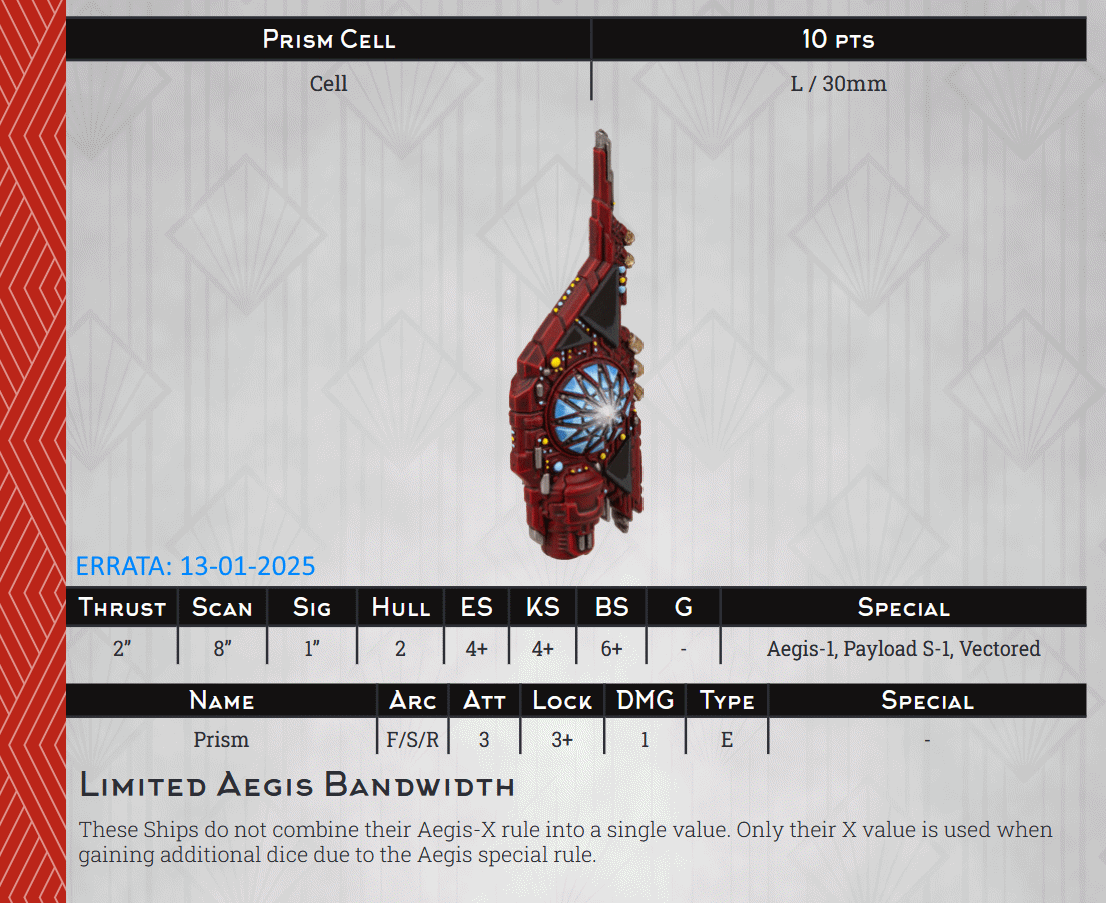 Prism Cell 10 pts
Cell L / 30mm
ERRATA: 13-01-2025
Thrust Scan Sig Hull ES KS BS G Special
2” 8” 1” 2 4+ 4+ 6+ - Aegis-1, Payload S-1, Vectored
Name Arc Att Lock DMG Type Special
Prism F/S/R 3 3+ 1 E -
Limited Aegis Bandwidth
These Ships do not combine their Aegis-X rule into a single value. Only their X value is used when
gaining additional dice due to the Aegis special rule.